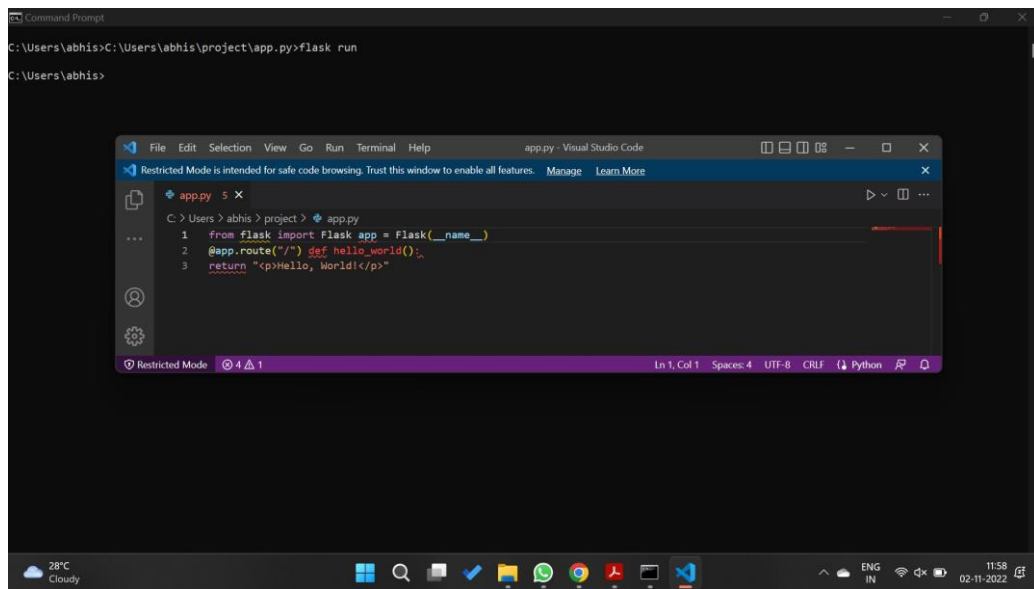 Command Prompt
C:\Users\abhis>C:\Users\abhis\project\app.py>flask run
C:\Users\abhis>
File Edit Selection View Go Run Terminal Help app.py - Visual Studio Code
Restricted Mode is intended for safe code browsing. Trust this window to enable all features. Manage Learn More
app.py 5
C: > Users > abhis > project > app.py
1 from flask import Flask app = Flask(__name__)
2 @app.route("/") def hello_world():
3 return "<p>Hello, World!</p>"
Restricted Mode 4 1 Ln 1, Col 1 Spaces: 4 UTF-8 CRLF Python
28°C
Cloudy
ENG
IN
11:58
02-11-2022